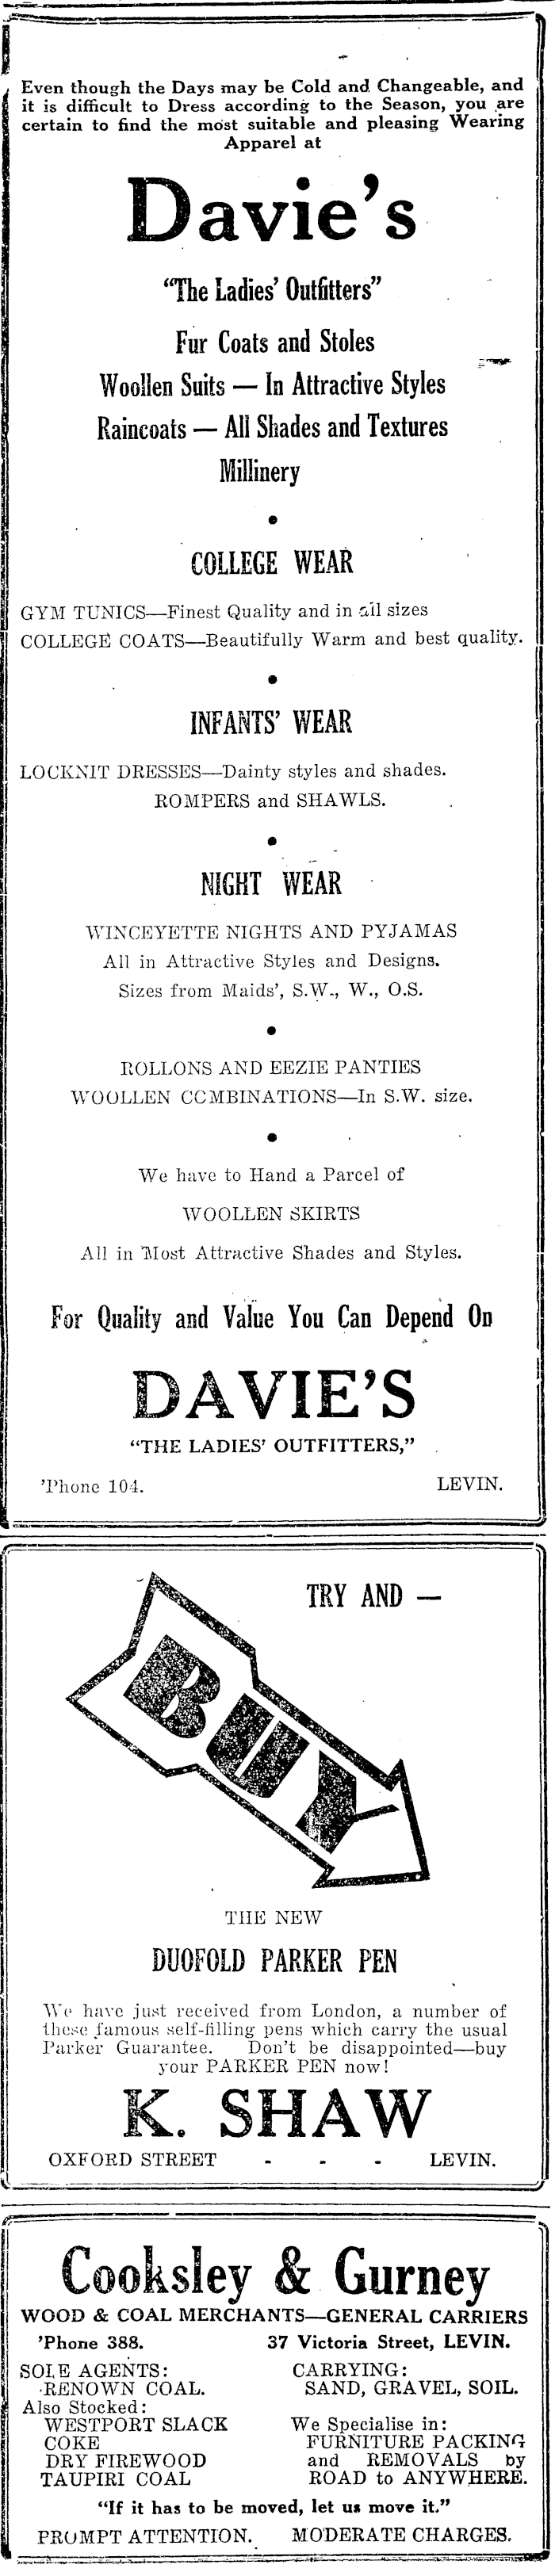 Even though the Days may be Cold and Changeable, and
it is difficult to Dress according to the Season, you are
certain to find the most suitable and pleasing Wearing
Apparel at
Davie's
"The Ladies' Outfitters"
Fur Coats and Stoles
Woollen Suits — In Attractive Styles
Raincoats — All Shades and Textures
Millinery
•
COLLEGE WEAR
GYM TUNICS—Finest Quality and in all sizes
COLLEGE COATS—Beautifully Warm and best quality.
•
INFANTS' WEAR
LOCKNIT DRESSES—Dainty styles and shades.
ROMPERS and SHAWLS.
•
NIGHT WEAR
WINCEYETTE NIGHTS AND PYJAMAS
All in Attractive Styles and Designs.
Sizes from Maids', S.W., W., O.S.
•
ROLLONS AND EEZIE PANTIES
WOOLLEN COMBINATIONS—In S.W. size.
•
We have to Hand a Parcel of
WOOLLEN SKIRTS
All in Most Attractive Shades and Styles.
For Quality and Value You Can Depend On
DAVIE'S
"THE LADIES' OUTFITTERS,"
'Phone 104. LEVIN.
TRY AND —
BUY
THE NEW
DUOFOLD PARKER PEN
We have just received from London, a number of
these famous self-filling pens which carry the usual
Parker Guarantee. Don't be disappointed—buy
your PARKER PEN now!
K. SHAW
OXFORD STREET - - - LEVIN.
Cooksley & Gurney
WOOD & COAL MERCHANTS—GENERAL CARRIERS
'Phone 388. 37 Victoria Street, LEVIN.
SOLE AGENTS:
RENOWN COAL.
Also Stocked:
WESTPORT SLACK
COKE
DRY FIREWOOD
TAUPIRI COAL
CARRYING:
SAND, GRAVEL, SOIL.
We Specialise in:
FURNITURE PACKING
and REMOVALS by
ROAD to ANYWHERE.
"If it has to be moved, let us move it."
PROMPT ATTENTION. MODERATE CHARGES.